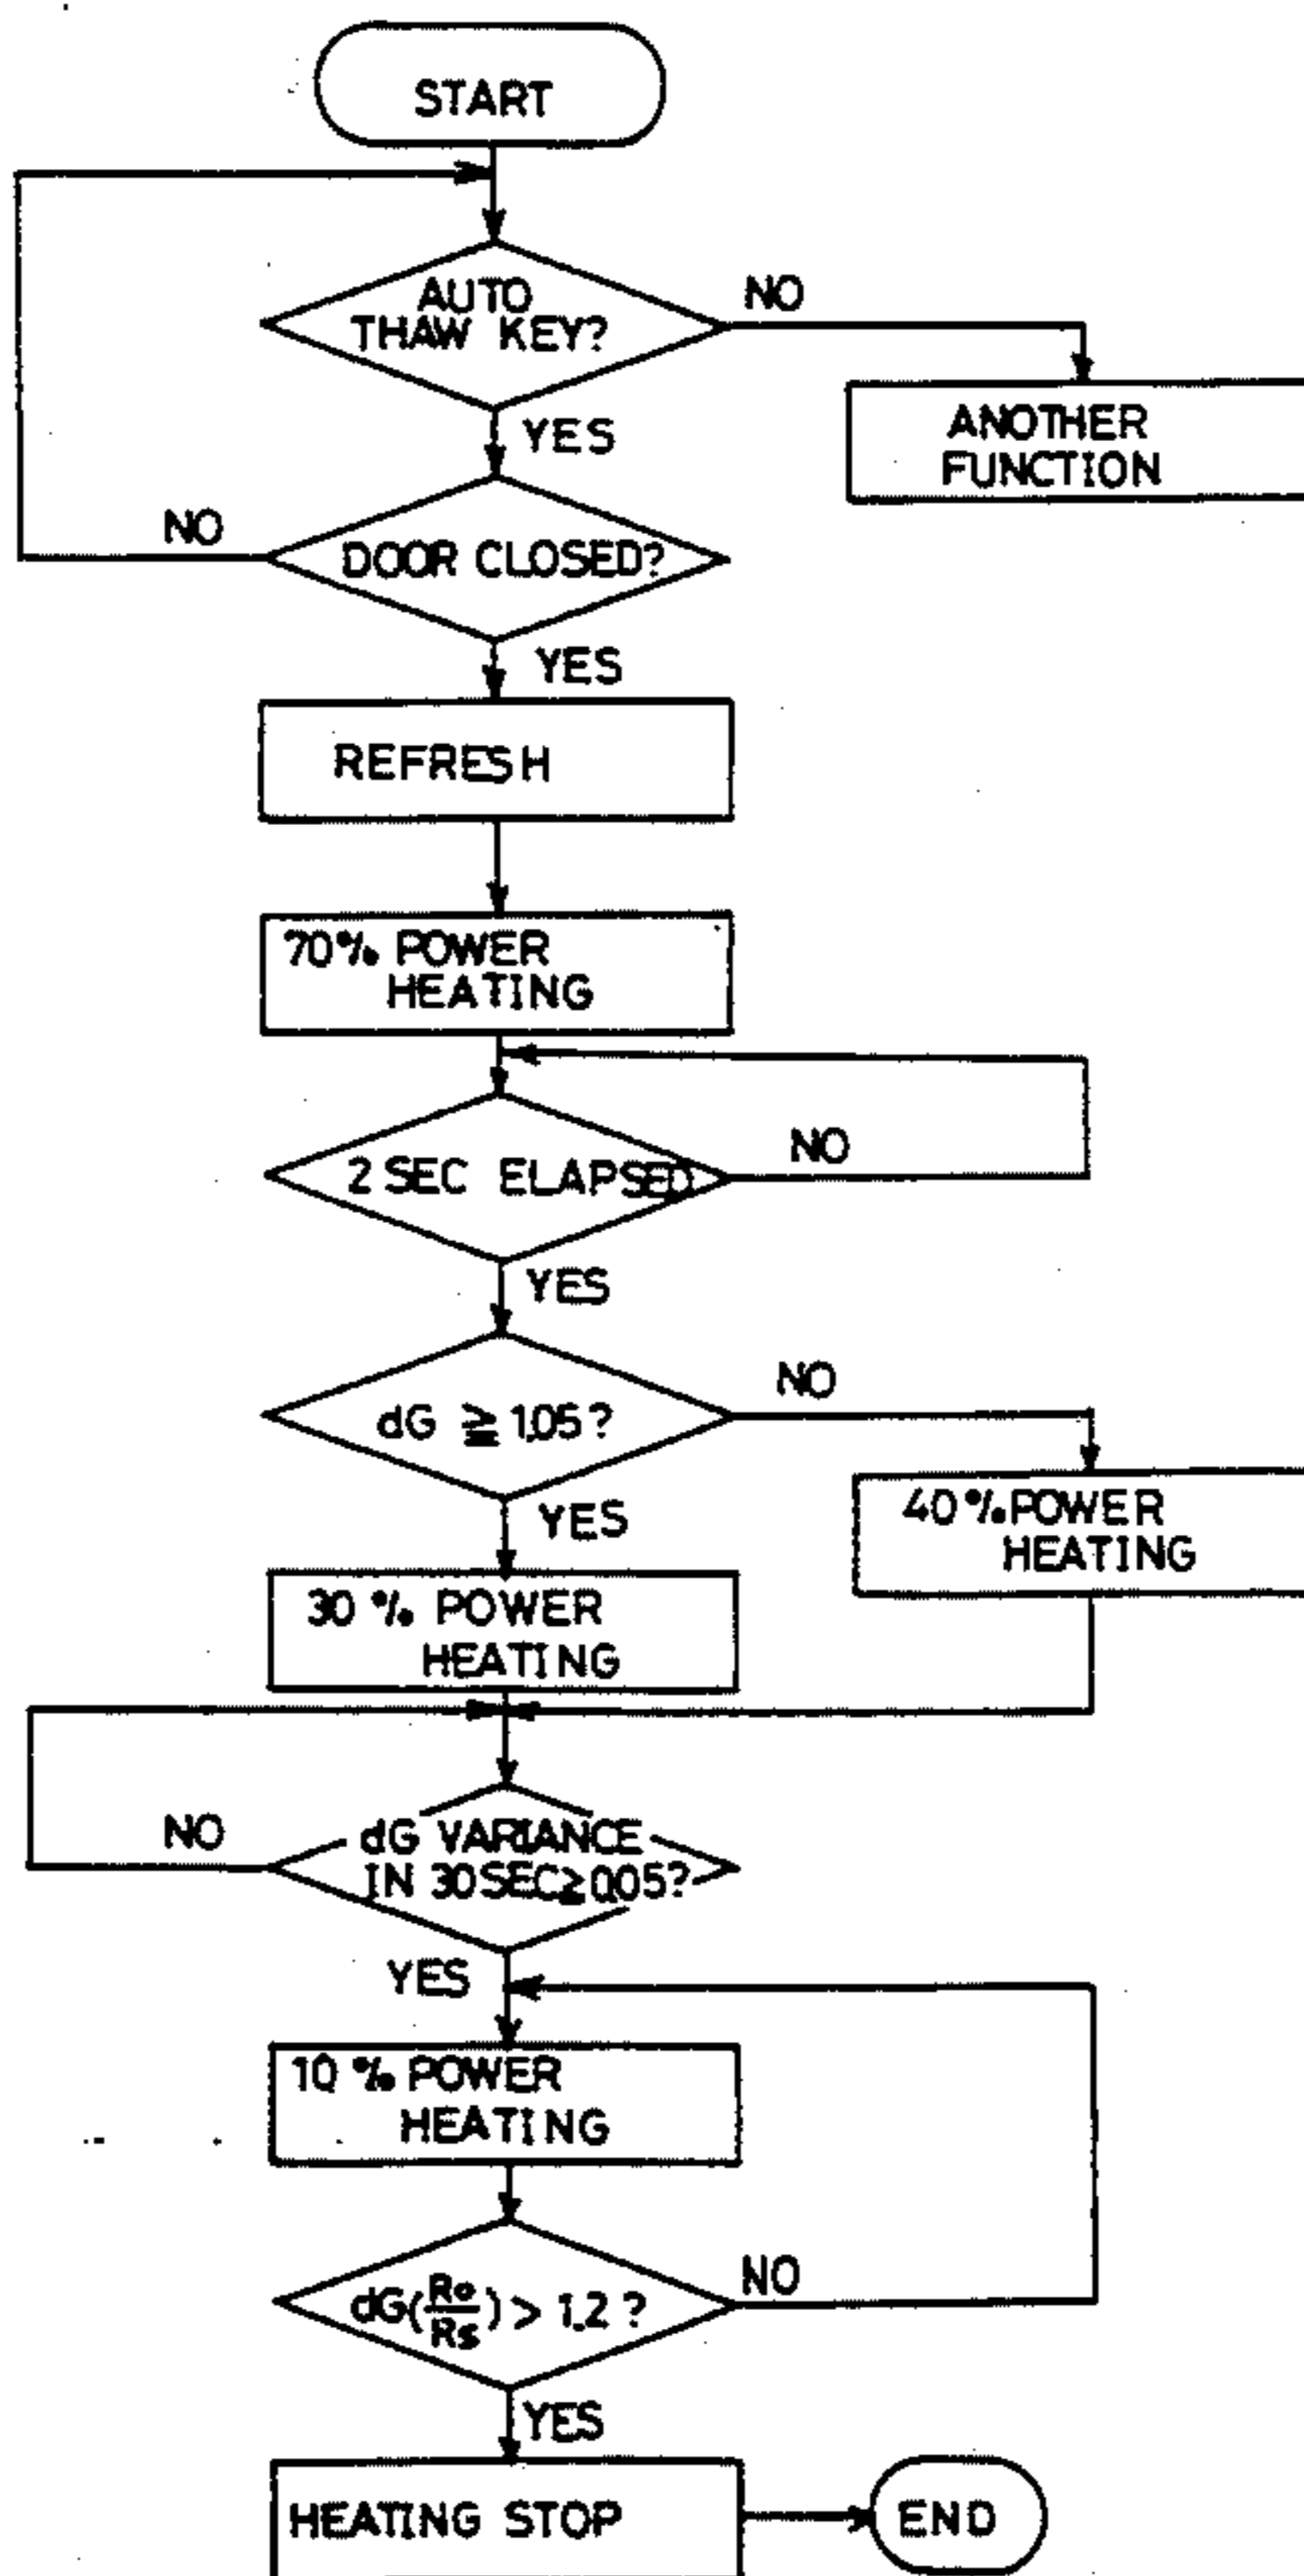 START
AUTO
THAW KEY?
NO
YES
ANOTHER
FUNCTION
NO
DOOR CLOSED?
YES
REFRESH
70% POWER
HEATING
2 SEC ELAPSED
NO
YES
dG ≧ 1.05?
NO
YES
40% POWER
HEATING
30% POWER
HEATING
NO
dG VARIANCE
IN 30SEC≧0.05?
YES
10% POWER
HEATING
dG(Ro/Rs) > 1.2 ?
NO
YES
HEATING STOP
END